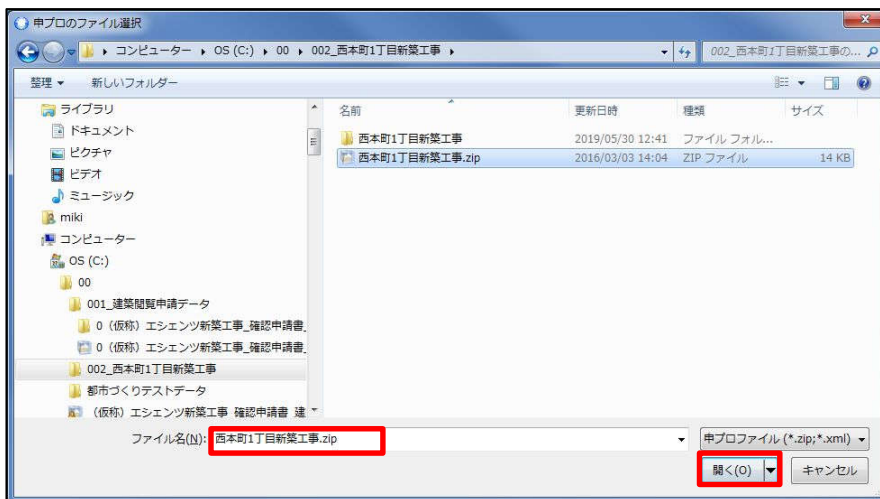 申プロのファイル選択
コンピューター ▸ OS (C:) ▸ 00 ▸ 002_西本町1丁目新築工事 ▸
002_西本町1丁目新築工事の...
整理 新しいフォルダー
名前 更新日時 種類 サイズ
西本町1丁目新築工事 2019/05/30 12:41 ファイル フォル...
西本町1丁目新築工事.zip 2016/03/03 14:04 ZIP ファイル 14 KB
ライブラリ
ドキュメント
ピクチャ
ビデオ
ミュージック
miki
コンピューター
OS (C:)
00
001_建築閲覧申請データ
0（仮称）エシェンツ新築工事_確認申請書_
0（仮称）エシェンツ新築工事_確認申請書_
002_西本町1丁目新築工事
都市づくりテストデータ
（仮称）エシェンツ新築工事 確認申請書 建
ファイル名(N): 西本町1丁目新築工事.zip
申プロファイル (*.zip;*.xml)
開く(O) キャンセル